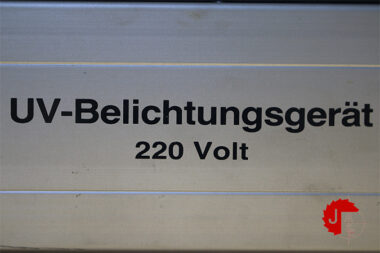 UV-Belichtungsgerät
220 Volt